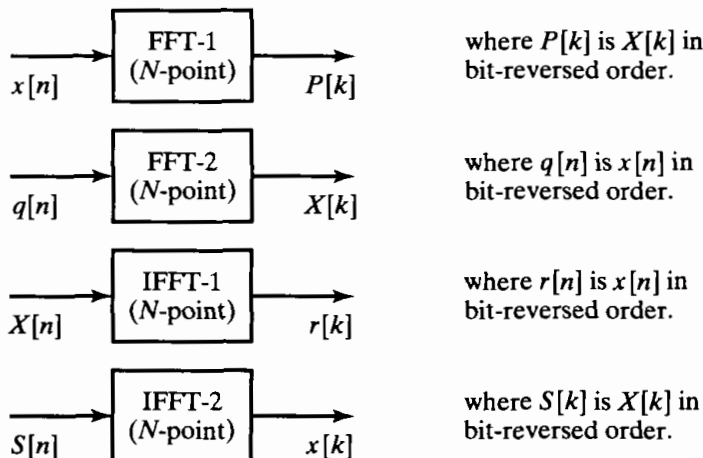 FFT-1
(N-point)
x[n]
P[k]
where P[k] is X[k] in
bit-reversed order.
FFT-2
(N-point)
q[n]
X[k]
where q[n] is x[n] in
bit-reversed order.
IFFT-1
(N-point)
X[n]
r[k]
where r[n] is x[n] in
bit-reversed order.
IFFT-2
(N-point)
S[n]
x[k]
where S[k] is X[k] in
bit-reversed order.